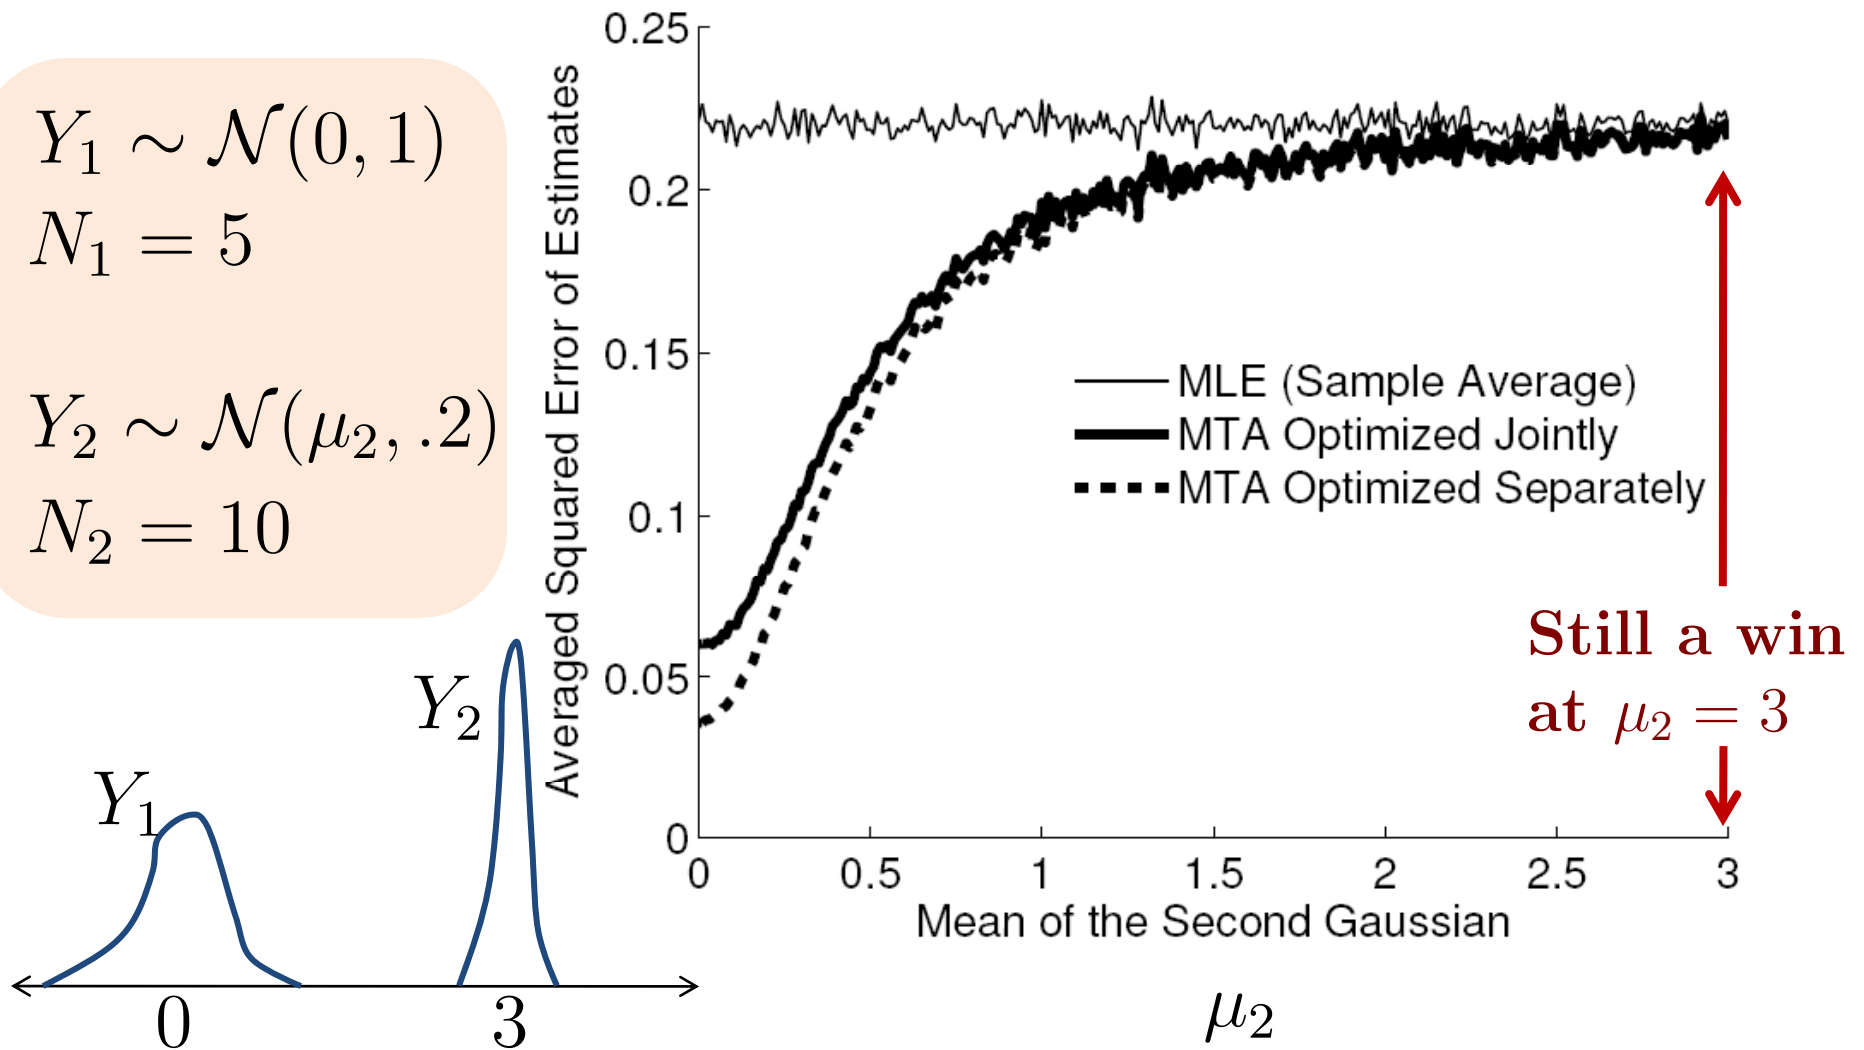 Y₁ ∼ 𝒩(0, 1)
N₁ = 5
Y₂ ∼ 𝒩(μ₂, .2)
N₂ = 10
Y₁
Y₂
0
3
Averaged Squared Error of Estimates
0.25
0.2
0.15
0.1
0.05
0
MLE (Sample Average)
MTA Optimized Jointly
MTA Optimized Separately
Still a win
at μ₂ = 3
0 0.5 1 1.5 2 2.5 3
Mean of the Second Gaussian
μ₂